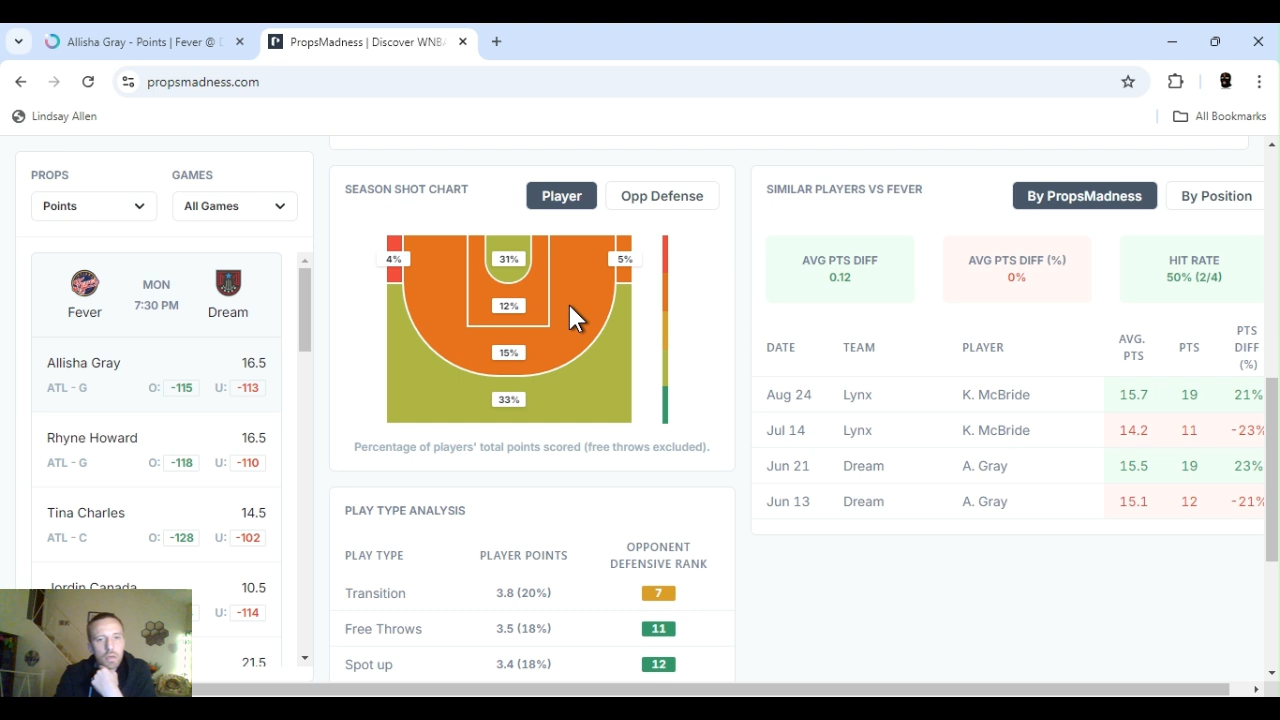 Allisha Gray - Points | Fever @
PropsMadness | Discover WNB
propsmadness.com
Lindsay Allen
All Bookmarks
PROPS
GAMES
Points
All Games
MON
7:30 PM
Fever
Dream
Allisha Gray 16.5
ATL - G O: -115 U: -113
Rhyne Howard 16.5
ATL - G O: -118 U: -110
Tina Charles 14.5
ATL - C O: -128 U: -102
Jordin Canada 10.5
U: -114
21.5
SEASON SHOT CHART
Player
Opp Defense
4% 31% 5%
12%
15%
33%
Percentage of players' total points scored (free throws excluded).
PLAY TYPE ANALYSIS
PLAY TYPE PLAYER POINTS OPPONENT
DEFENSIVE RANK
Transition 3.8 (20%) 7
Free Throws 3.5 (18%) 11
Spot up 3.4 (18%) 12
SIMILAR PLAYERS VS FEVER
By PropsMadness
By Position
AVG PTS DIFF
0.12
AVG PTS DIFF (%)
0%
HIT RATE
50% (2/4)
DATE TEAM PLAYER AVG.
PTS PTS PTS
DIFF
(%)
Aug 24 Lynx K. McBride 15.7 19 21%
Jul 14 Lynx K. McBride 14.2 11 -23%
Jun 21 Dream A. Gray 15.5 19 23%
Jun 13 Dream A. Gray 15.1 12 -21%